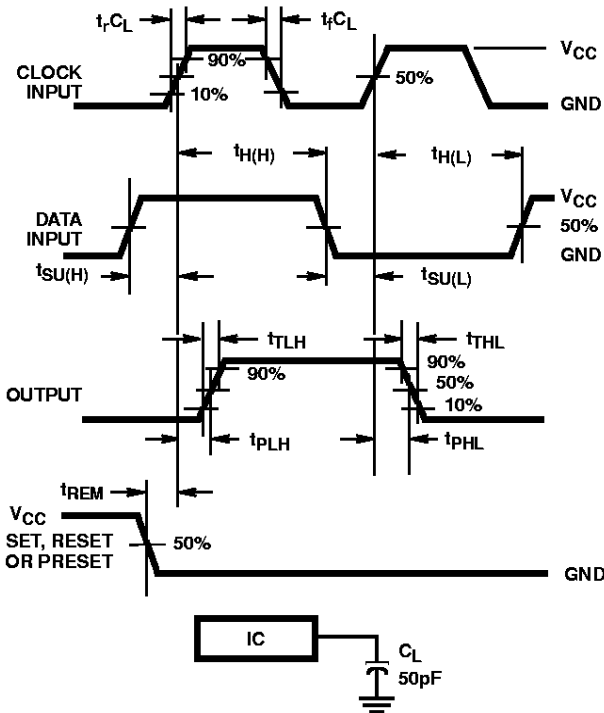 trCL
tfCL
VCC
90%
50%
CLOCK
INPUT
10%
GND
tH(H)
tH(L)
VCC
DATA
INPUT
50%
GND
tSU(H)
tSU(L)
tTLH
tTHL
90%
90%
OUTPUT
50%
10%
tPLH
tPHL
tREM
VCC
SET, RESET
OR PRESET
50%
GND
IC
CL
50pF